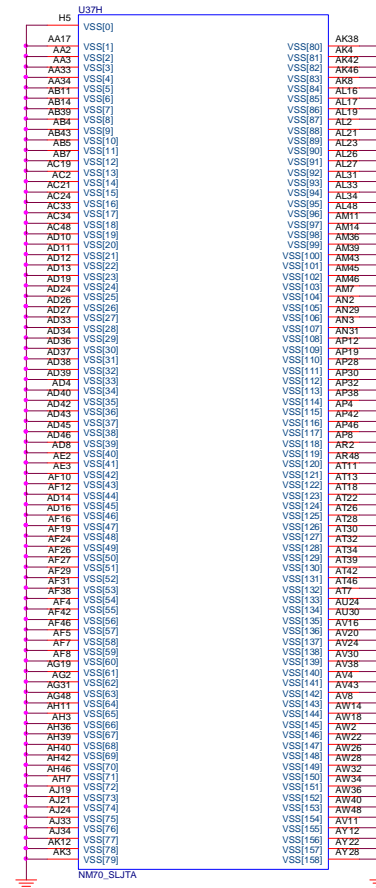 U37H
H5 VSS[0]
AA17 VSS[1]
AA2 VSS[2]
AA3 VSS[3]
AA33 VSS[4]
AA34 VSS[5]
AB11 VSS[6]
AB14 VSS[7]
AB39 VSS[8]
AB4 VSS[9]
AB43 VSS[10]
AB5 VSS[11]
AB7 VSS[12]
AC19 VSS[13]
AC2 VSS[14]
AC21 VSS[15]
AC24 VSS[16]
AC33 VSS[17]
AC34 VSS[18]
AC48 VSS[19]
AD10 VSS[20]
AD11 VSS[21]
AD12 VSS[22]
AD13 VSS[23]
AD19 VSS[24]
AD24 VSS[25]
AD26 VSS[26]
AD27 VSS[27]
AD33 VSS[28]
AD34 VSS[29]
AD36 VSS[30]
AD37 VSS[31]
AD38 VSS[32]
AD39 VSS[33]
AD4 VSS[34]
AD40 VSS[35]
AD42 VSS[36]
AD43 VSS[37]
AD45 VSS[38]
AD46 VSS[39]
AD8 VSS[40]
AE2 VSS[41]
AE3 VSS[42]
AF10 VSS[43]
AF12 VSS[44]
AD14 VSS[45]
AD16 VSS[46]
AF16 VSS[47]
AF19 VSS[48]
AF24 VSS[49]
AF26 VSS[50]
AF27 VSS[51]
AF29 VSS[52]
AF31 VSS[53]
AF38 VSS[54]
AF4 VSS[55]
AF42 VSS[56]
AF46 VSS[57]
AF5 VSS[58]
AF7 VSS[59]
AF8 VSS[60]
AG19 VSS[61]
AG2 VSS[62]
AG31 VSS[63]
AG48 VSS[64]
AH11 VSS[65]
AH3 VSS[66]
AH36 VSS[67]
AH39 VSS[68]
AH40 VSS[69]
AH42 VSS[70]
AH46 VSS[71]
AH7 VSS[72]
AJ19 VSS[73]
AJ21 VSS[74]
AJ24 VSS[75]
AJ33 VSS[76]
AJ34 VSS[77]
AK12 VSS[78]
AK3 VSS[79]
VSS[80] AK38
VSS[81] AK4
VSS[82] AK42
VSS[83] AK46
VSS[84] AK8
VSS[85] AL16
VSS[86] AL17
VSS[87] AL19
VSS[88] AL2
VSS[89] AL21
VSS[90] AL23
VSS[91] AL26
VSS[92] AL27
VSS[93] AL31
VSS[94] AL33
VSS[95] AL34
VSS[96] AL48
VSS[97] AM11
VSS[98] AM14
VSS[99] AM36
VSS[100] AM39
VSS[101] AM43
VSS[102] AM45
VSS[103] AM46
VSS[104] AM7
VSS[105] AN2
VSS[106] AN29
VSS[107] AN3
VSS[108] AN31
VSS[109] AP12
VSS[110] AP19
VSS[111] AP28
VSS[112] AP30
VSS[113] AP32
VSS[114] AP38
VSS[115] AP4
VSS[116] AP42
VSS[117] AP46
VSS[118] AP8
VSS[119] AR2
VSS[120] AR48
VSS[121] AT11
VSS[122] AT13
VSS[123] AT18
VSS[124] AT22
VSS[125] AT26
VSS[126] AT28
VSS[127] AT30
VSS[128] AT32
VSS[129] AT34
VSS[130] AT39
VSS[131] AT42
VSS[132] AT46
VSS[133] AT7
VSS[134] AU24
VSS[135] AU30
VSS[136] AV16
VSS[137] AV20
VSS[138] AV24
VSS[139] AV30
VSS[140] AV38
VSS[141] AV4
VSS[142] AV43
VSS[143] AV8
VSS[144] AW14
VSS[145] AW18
VSS[146] AW2
VSS[147] AW22
VSS[148] AW26
VSS[149] AW28
VSS[150] AW32
VSS[151] AW34
VSS[152] AW36
VSS[153] AW40
VSS[154] AW48
VSS[155] AV11
VSS[156] AY12
VSS[157] AY22
VSS[158] AY28
NM70_SLJTA